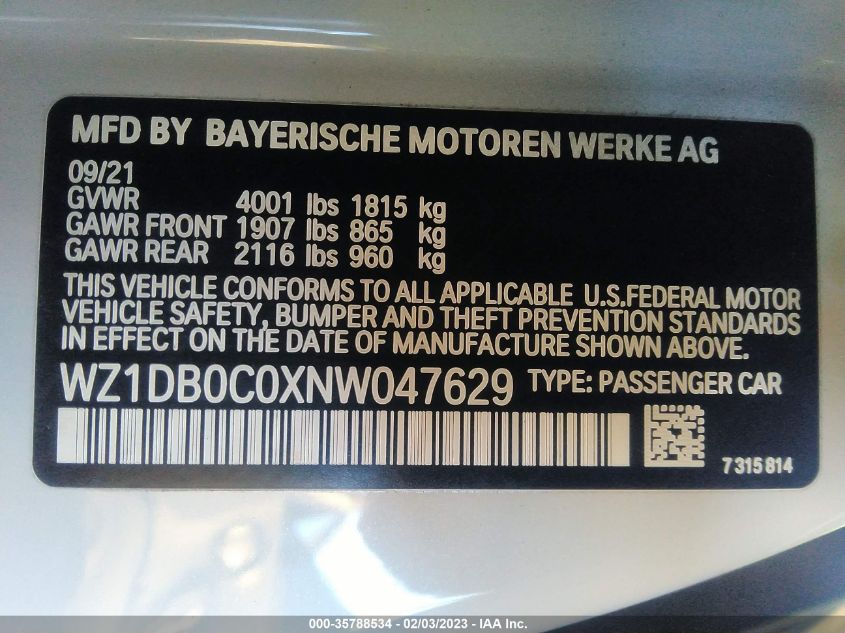 MFD BY BAYERISCHE MOTOREN WERKE AG
09/21
GVWR 4001 lbs 1815 kg
GAWR FRONT 1907 lbs 865 kg
GAWR REAR 2116 lbs 960 kg
THIS VEHICLE CONFORMS TO ALL APPLICABLE U.S.FEDERAL MOTOR
VEHICLE SAFETY, BUMPER AND THEFT PREVENTION STANDARDS
IN EFFECT ON THE DATE OF MANUFACTURE SHOWN ABOVE.
WZ1DB0C0XNW047629 TYPE: PASSENGER CAR
7315814
000-35788534 - 02/03/2023 - IAA Inc.